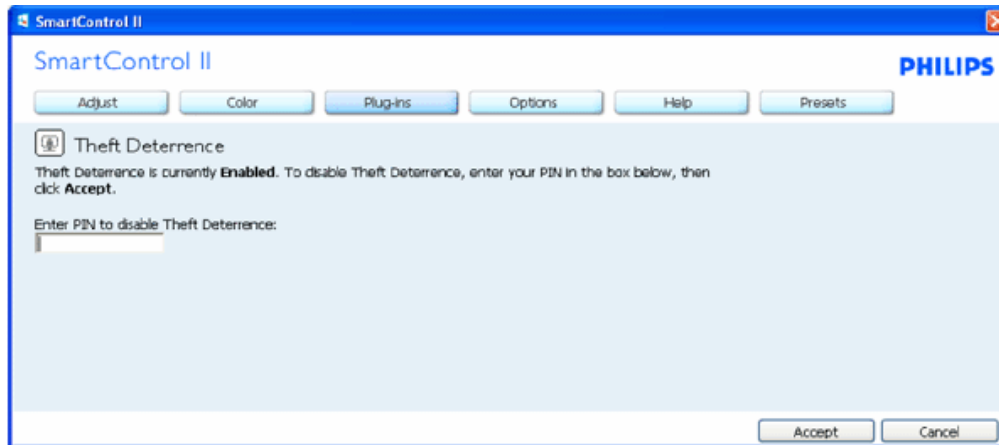 SmartControl II
SmartControl II
PHILIPS
Adjust Color Plug-ins Options Help Presets
Theft Deterrence
Theft Deterrence is currently Enabled. To disable Theft Deterrence, enter your PIN in the box below, then
click Accept.
Enter PIN to disable Theft Deterrence:
Accept Cancel